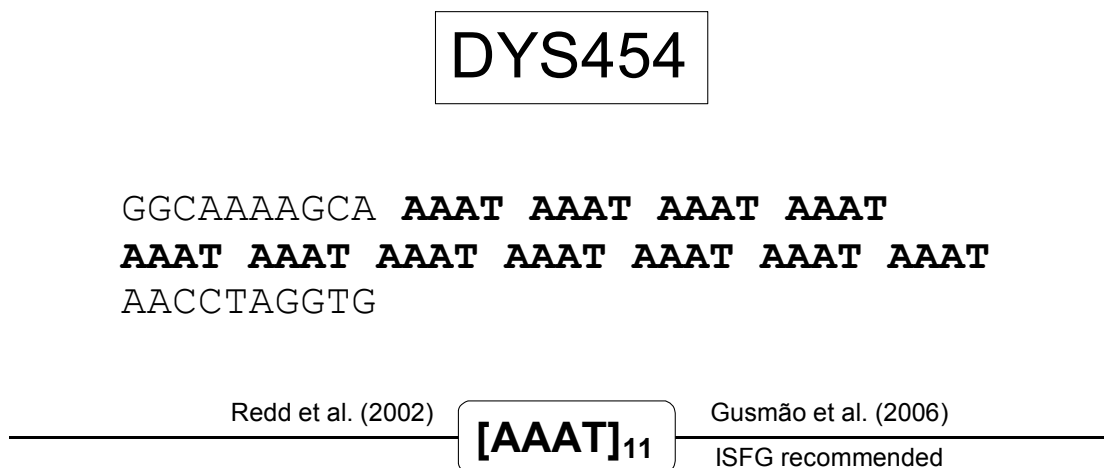 DYS454
GGCAAAAGCA AAAT AAAT AAAT AAAT
AAAT AAAT AAAT AAAT AAAT AAAT AAAT
AACCTAGGTG
Redd et al. (2002)
[AAAT]11
Gusmão et al. (2006)
ISFG recommended